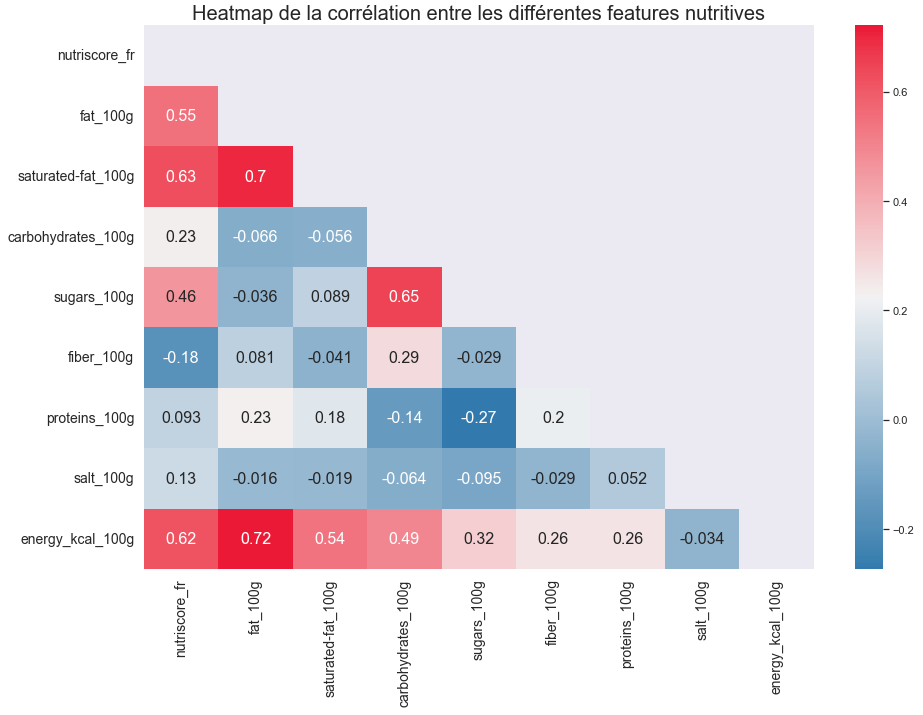 Heatmap de la corrélation entre les différentes features nutritives
nutriscore_fr
fat_100g 0.55
saturated-fat_100g 0.63 0.7
carbohydrates_100g 0.23 -0.066 -0.056
sugars_100g 0.46 -0.036 0.089 0.65
fiber_100g -0.18 0.081 -0.041 0.29 -0.029
proteins_100g 0.093 0.23 0.18 -0.14 -0.27 0.2
salt_100g 0.13 -0.016 -0.019 -0.064 -0.095 -0.029 0.052
energy_kcal_100g 0.62 0.72 0.54 0.49 0.32 0.26 0.26 -0.034
nutriscore_fr
fat_100g
saturated-fat_100g
carbohydrates_100g
sugars_100g
fiber_100g
proteins_100g
salt_100g
energy_kcal_100g
0.6
0.4
0.2
0.0
-0.2